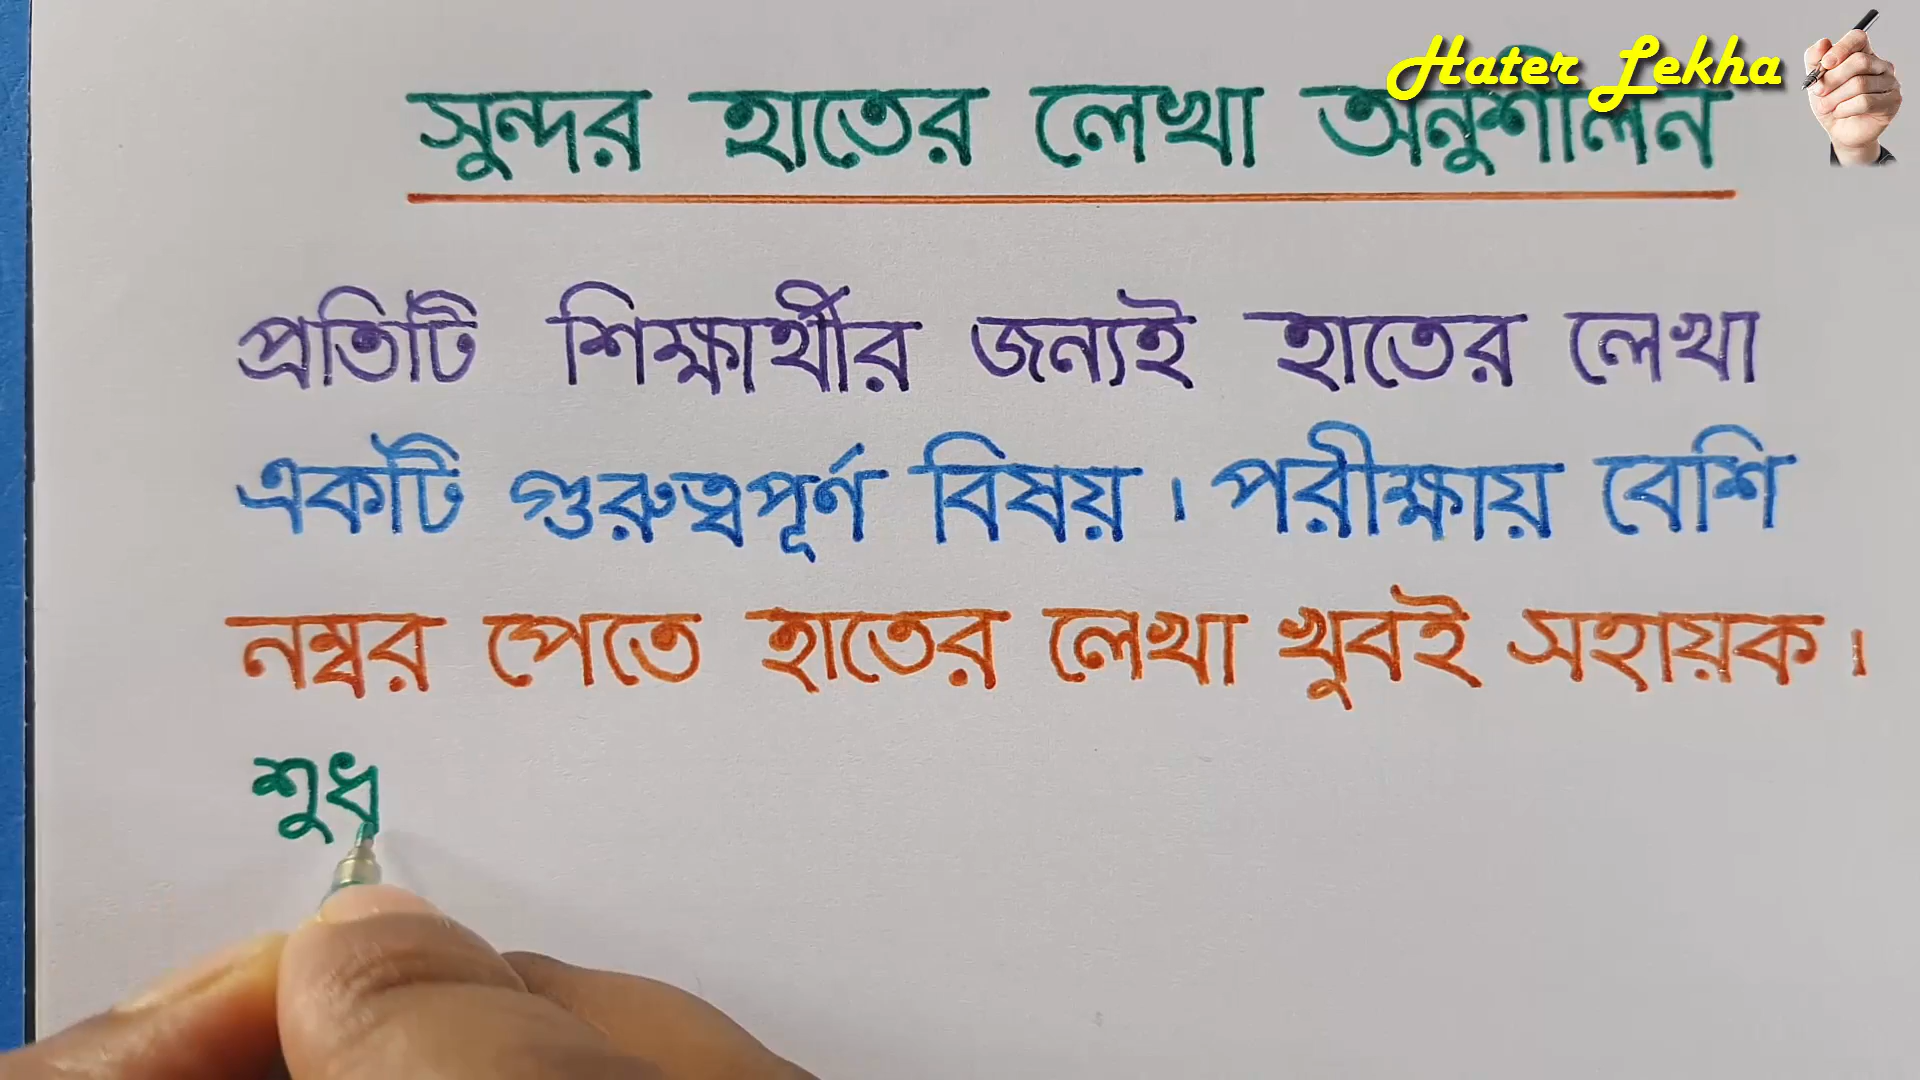 Hater Lekha
সুন্দর হাতের লেখা অনুশীলন
প্রতিটি শিক্ষার্থীর জন্যই হাতের লেখা
একটি গুরুত্বপূর্ণ বিষয়। পরীক্ষায় বেশি
নম্বর পেতে হাতের লেখা খুবই সহায়ক।
শুধ